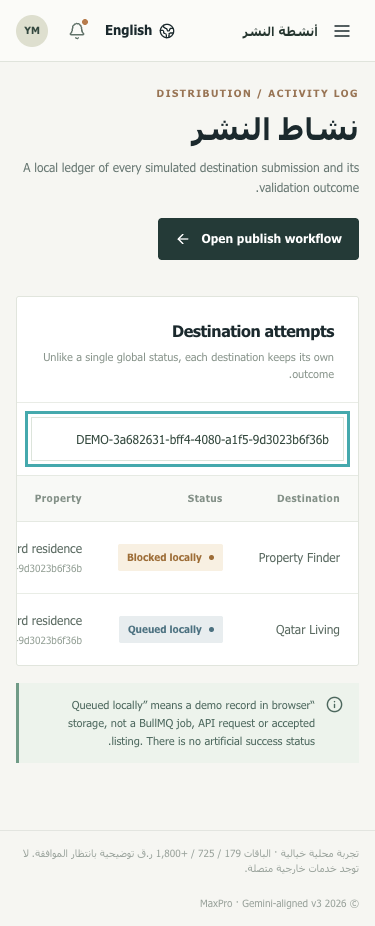 أنشطة النشر
English
YM
DISTRIBUTION / ACTIVITY LOG
نشاط النشر
A local ledger of every simulated destination submission and its
validation outcome.
Open publish workflow
Destination attempts
Unlike a single global status, each destination keeps its own
outcome.
DEMO-3a682631-bff4-4080-a1f5-9d3023b6f36b
Destination Status Property
Property Finder Blocked locally rd residence
-9d3023b6f36b
Qatar Living Queued locally rd residence
-9d3023b6f36b
"Queued locally" means a demo record in browser
storage, not a BullMQ job, API request or accepted
listing. There is no artificial success status.
تجربة محلية خيالية · الباقات 179 / 725 / +1,800 ر.ق توضيحية بانتظار الموافقة. لا
توجد خدمات خارجية متصلة.
© 2026 MaxPro · Gemini-aligned v3